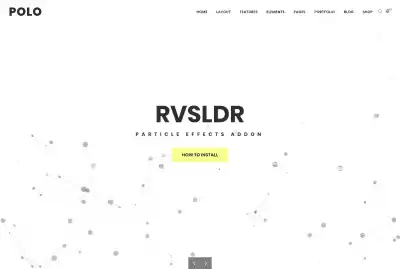 POLO
HOME LAYOUT FEATURES ELEMENTS PAGES PORTFOLIO BLOG SHOP
RVSLDR
PARTICLE EFFECTS ADDON
HOW TO INSTALL